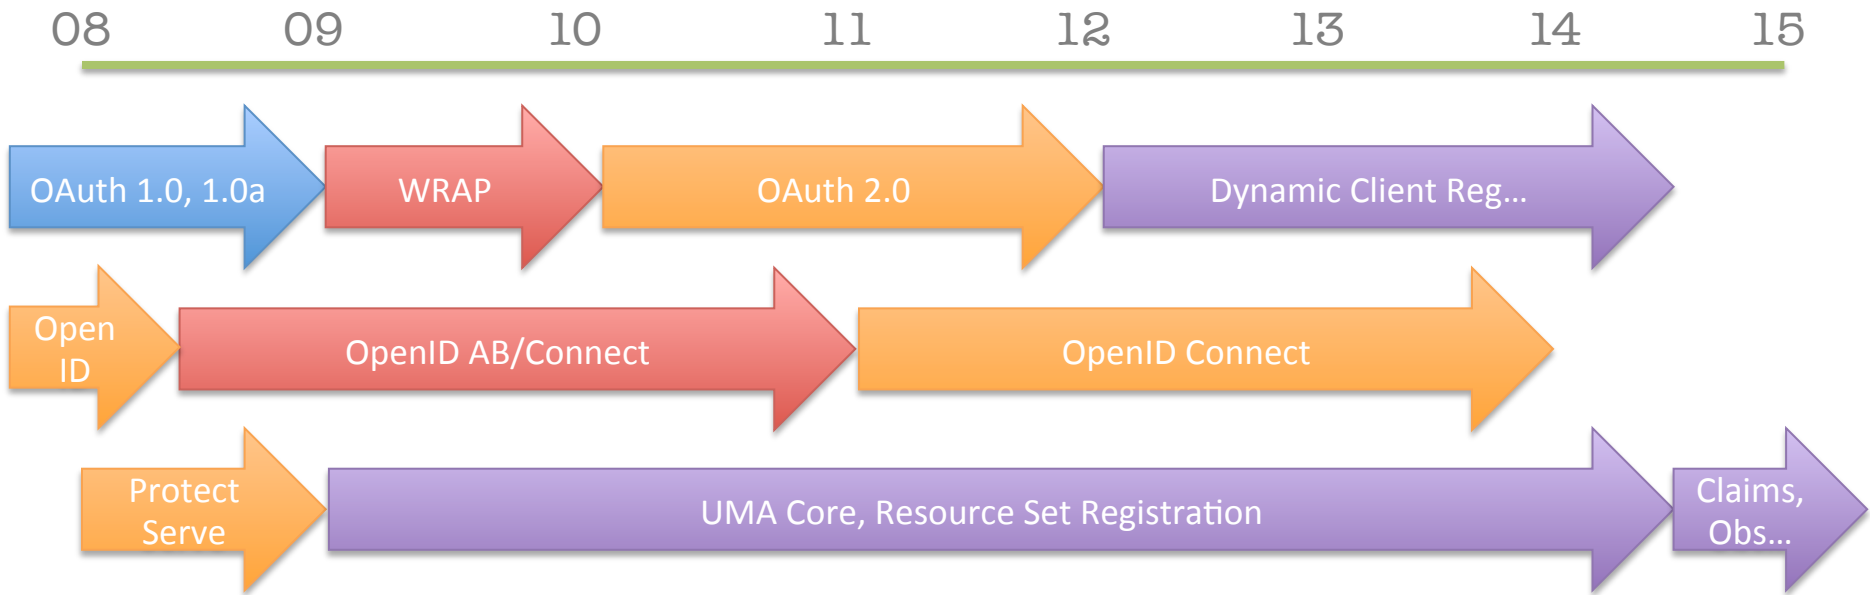 08 09 10 11 12 13 14 15
OAuth 1.0, 1.0a
WRAP
OAuth 2.0
Dynamic Client Reg...
Open
ID
OpenID AB/Connect
OpenID Connect
Protect
Serve
UMA Core, Resource Set Registration
Claims,
Obs...